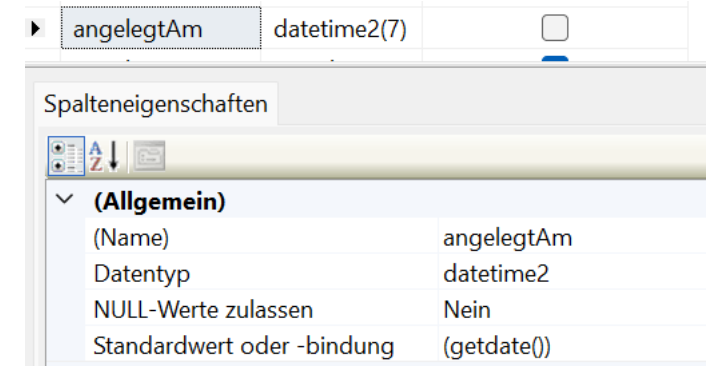 angelegtAm datetime2(7)
Spalteneigenschaften
A
Z
(Allgemein)
(Name) angelegtAm
Datentyp datetime2
NULL-Werte zulassen Nein
Standardwert oder -bindung (getdate())